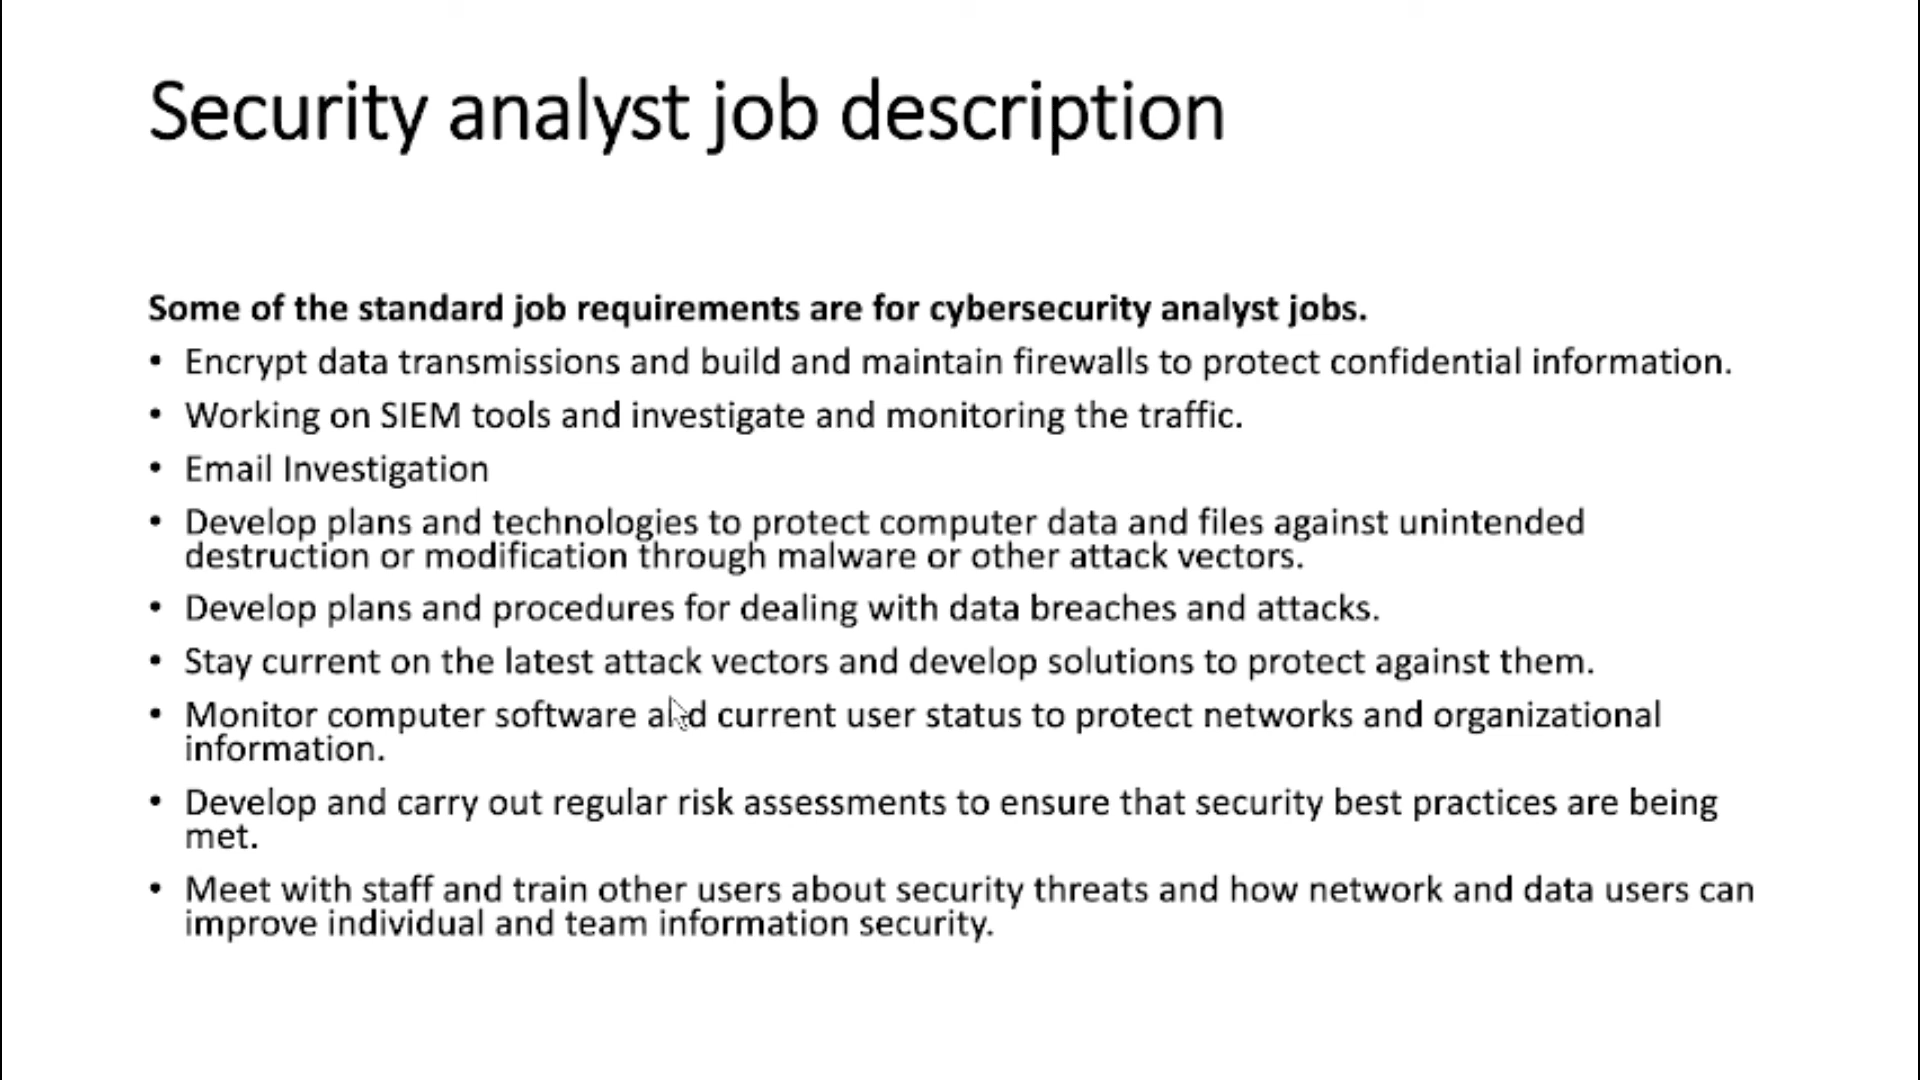 Security analyst job description
Some of the standard job requirements are for cybersecurity analyst jobs.
• Encrypt data transmissions and build and maintain firewalls to protect confidential information.
• Working on SIEM tools and investigate and monitoring the traffic.
• Email Investigation
• Develop plans and technologies to protect computer data and files against unintended
destruction or modification through malware or other attack vectors.
• Develop plans and procedures for dealing with data breaches and attacks.
• Stay current on the latest attack vectors and develop solutions to protect against them.
• Monitor computer software and current user status to protect networks and organizational
information.
• Develop and carry out regular risk assessments to ensure that security best practices are being
met.
• Meet with staff and train other users about security threats and how network and data users can
improve individual and team information security.